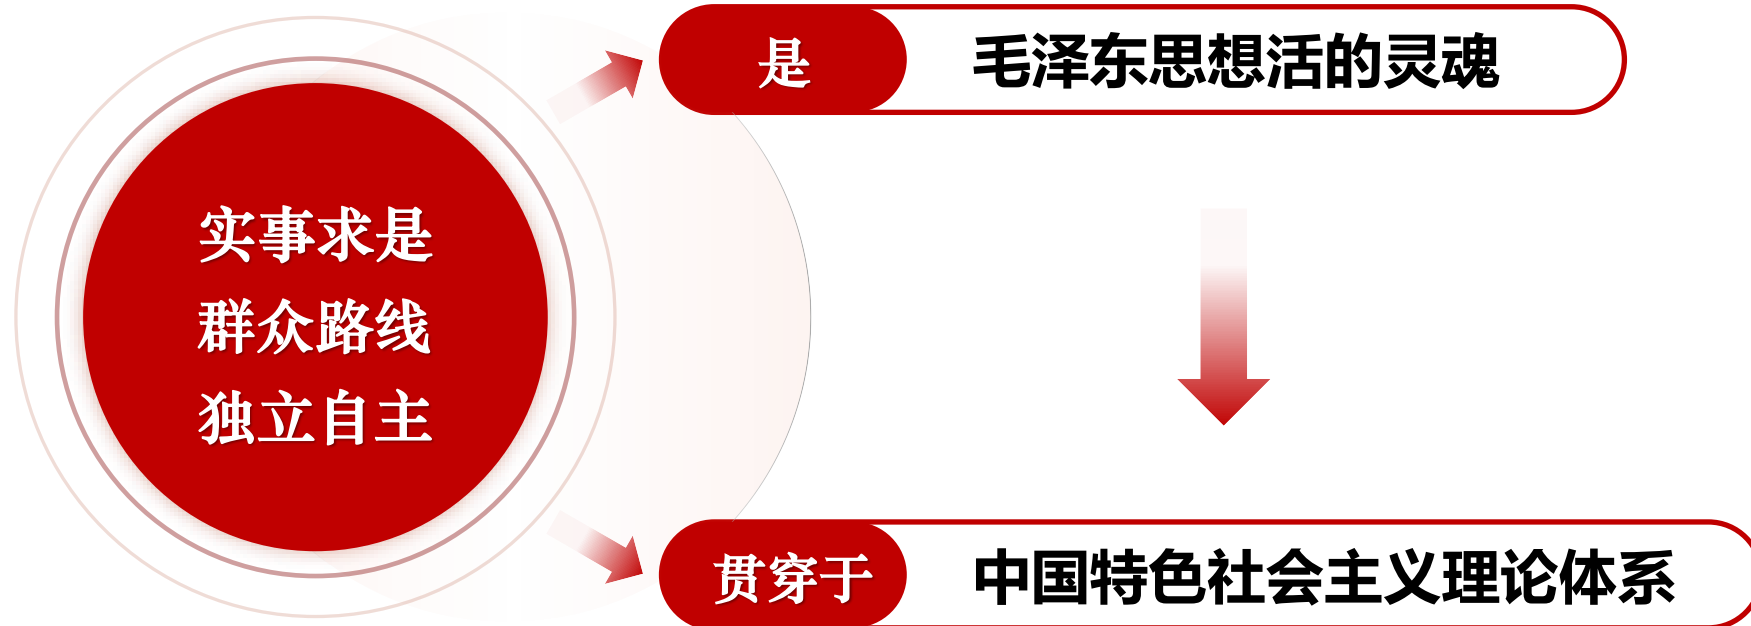 实事求是
群众路线
独立自主
是
毛泽东思想活的灵魂
贯穿于
中国特色社会主义理论体系